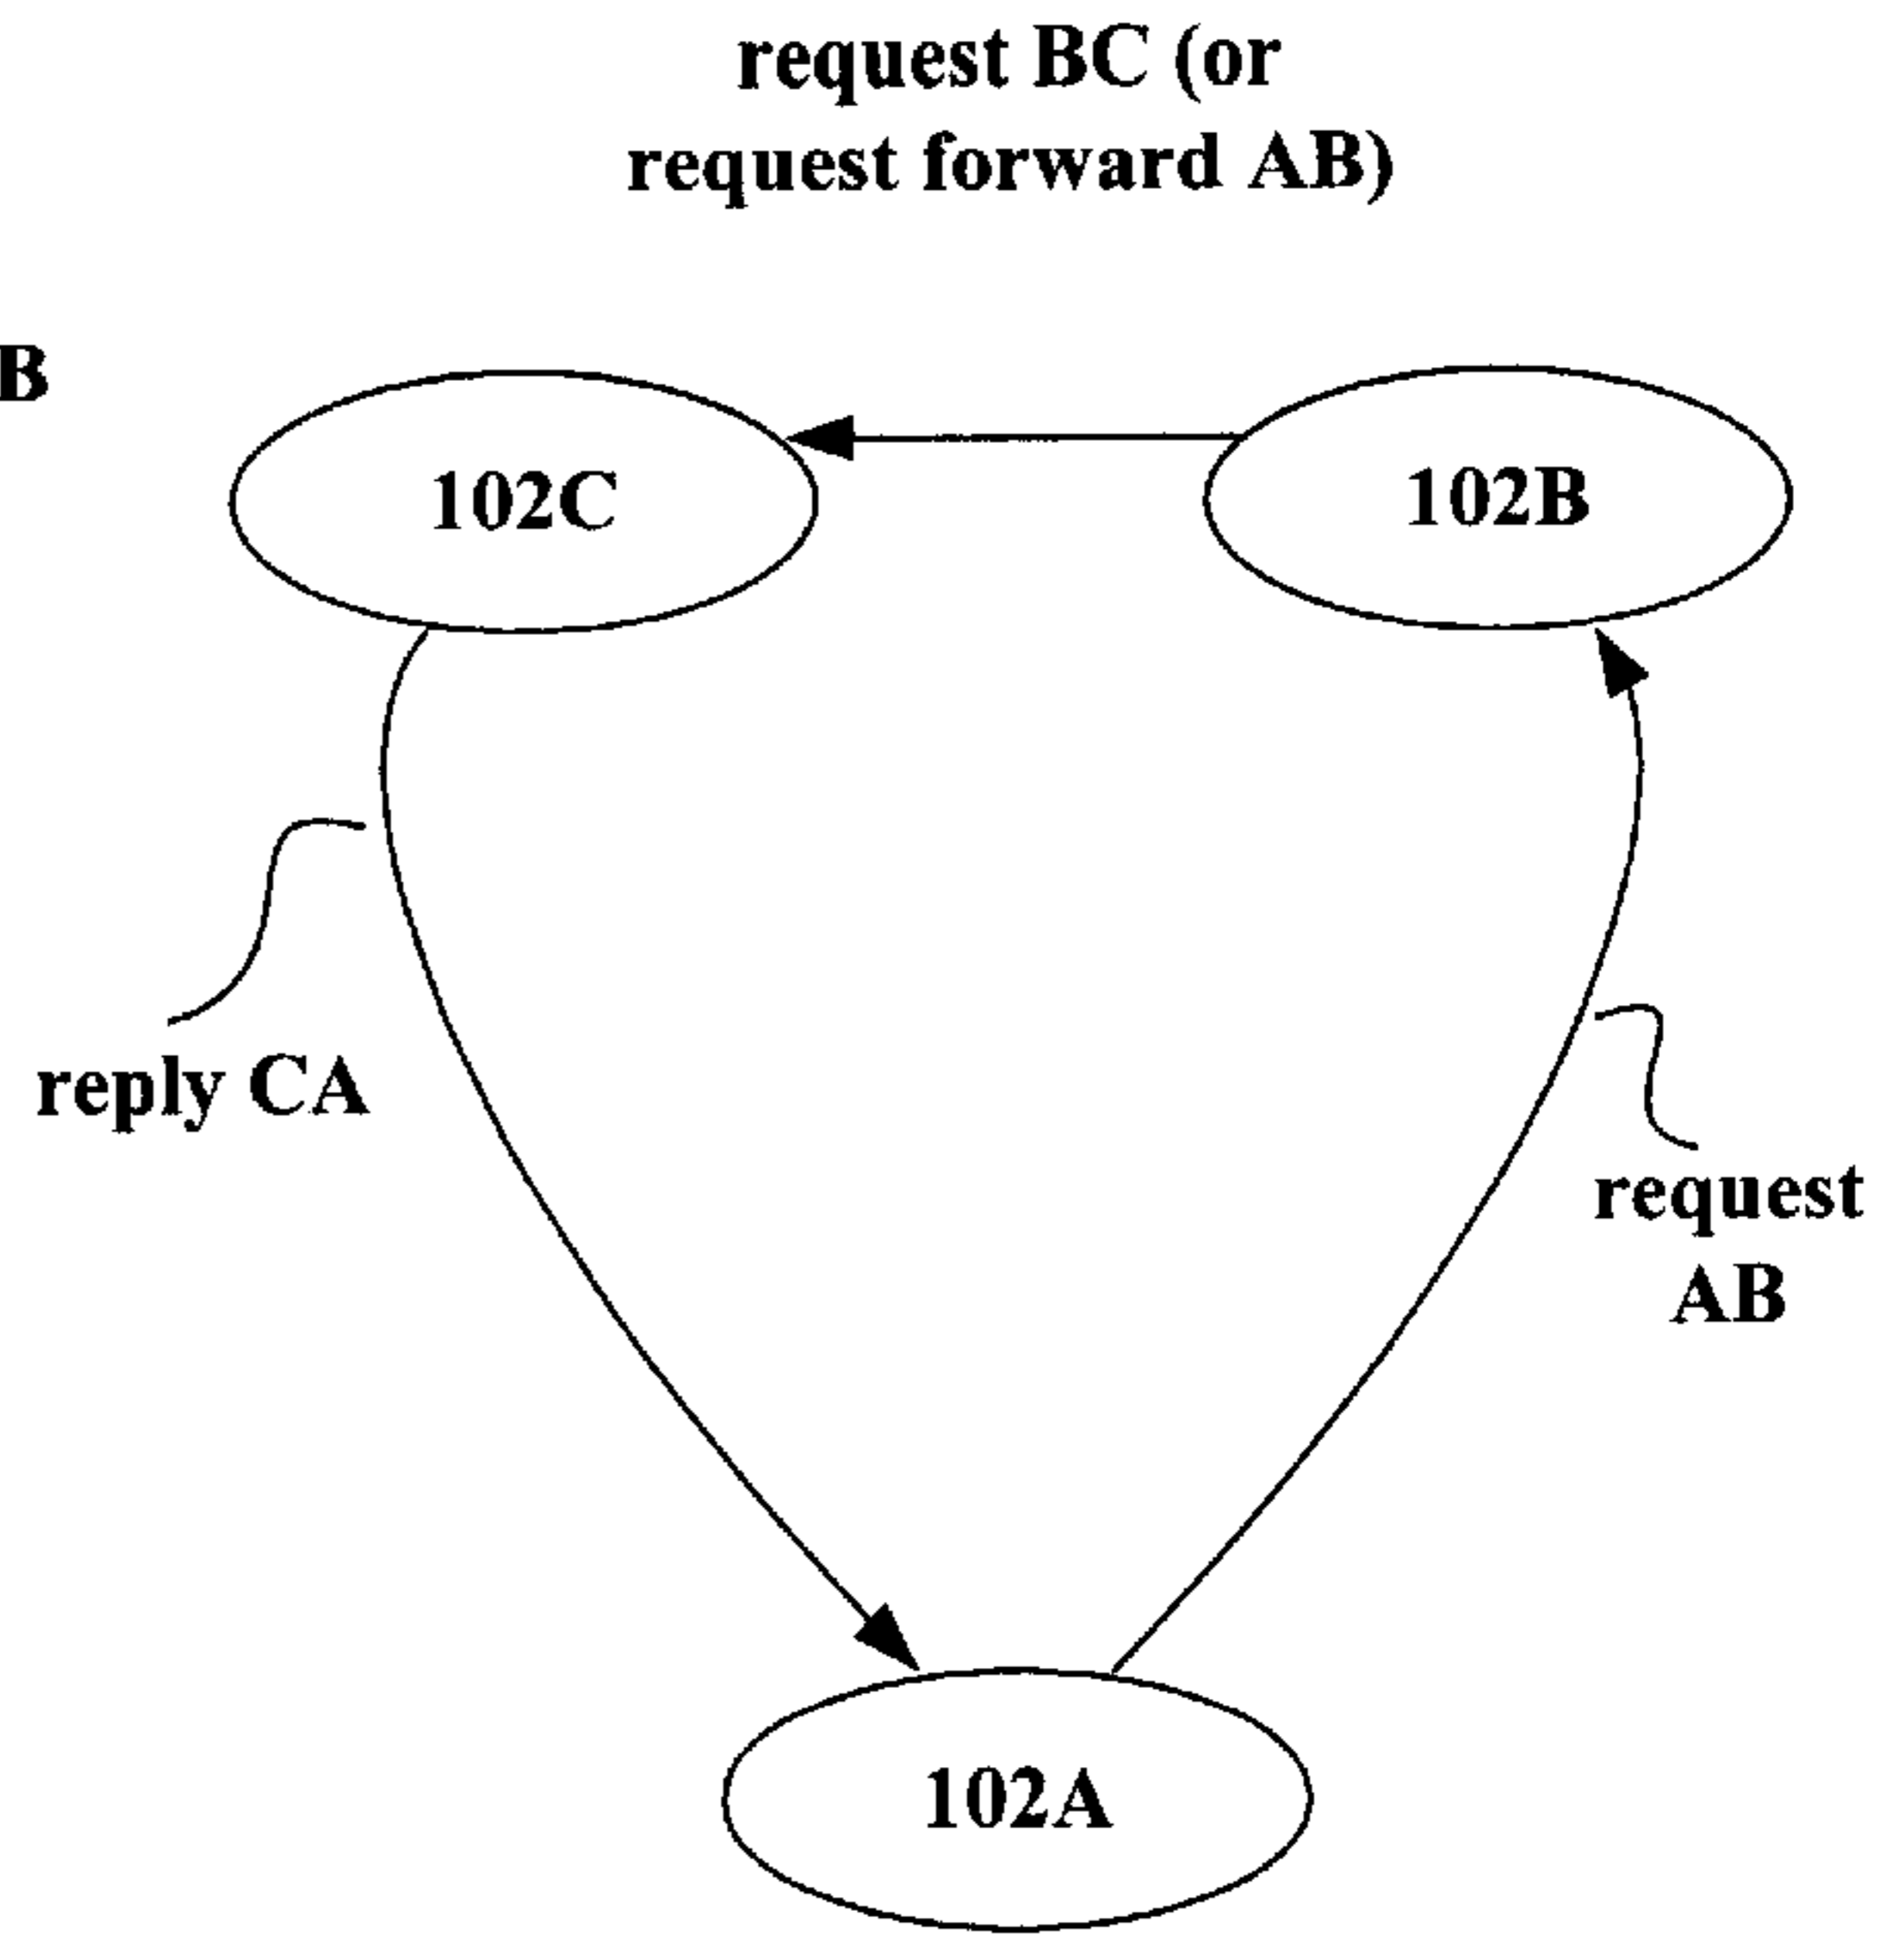 request BC (or
request forward AB)
B
102C
102B
reply CA
request
AB
102A